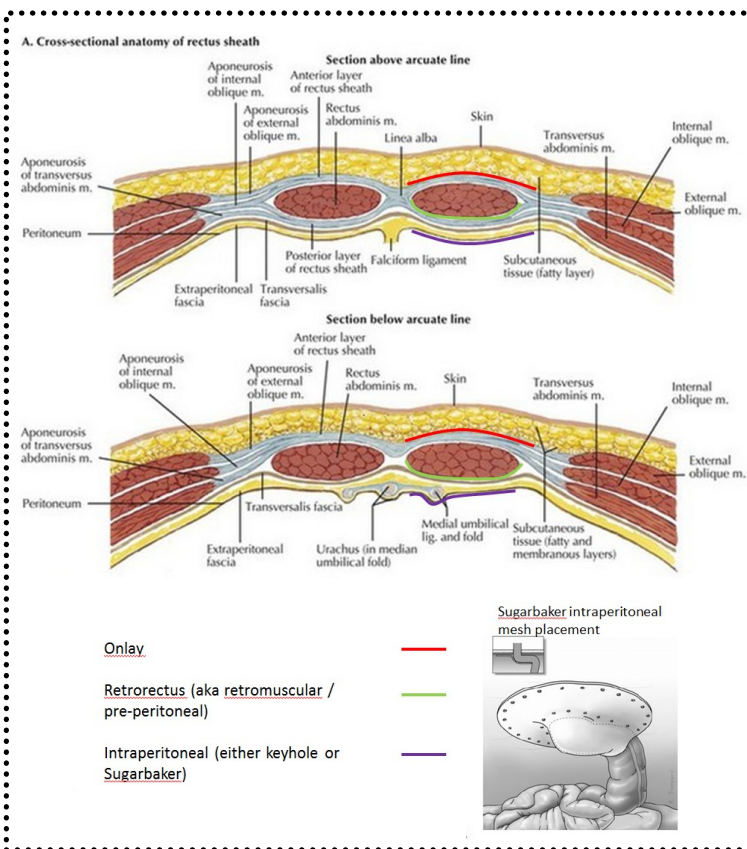 A. Cross-sectional anatomy of rectus sheath
Section above arcuate line
Aponeurosis
of internal
oblique m.
Anterior layer
of rectus sheath
Aponeurosis
of external
oblique m.
Rectus
abdominis m.
Linea alba
Skin
Transversus
abdominis m.
Internal
oblique m.
Aponeurosis
of transversus
abdominis m.
External
oblique m.
Peritoneum
Posterior layer
of rectus sheath
Falciform ligament
Subcutaneous
tissue (fatty layer)
Extraperitoneal
fascia
Transversalis
fascia
Section below arcuate line
Anterior layer
of rectus sheath
Aponeurosis
of internal
oblique m.
Aponeurosis
of external
oblique m.
Rectus
abdominis m.
Skin
Transversus
abdominis m.
Internal
oblique m.
Aponeurosis
of transversus
abdominis m.
External
oblique m.
Peritoneum
Transversalis fascia
Medial umbilical
lig. and fold
Subcutaneous
tissue (fatty and
membranous layers)
Extraperitoneal
fascia
Urachus (in median
umbilical fold)
Sugarbaker intraperitoneal
mesh placement
Onlay
Retrorectus (aka retromuscular /
pre-peritoneal)
Intraperitoneal (either keyhole or
Sugarbaker)